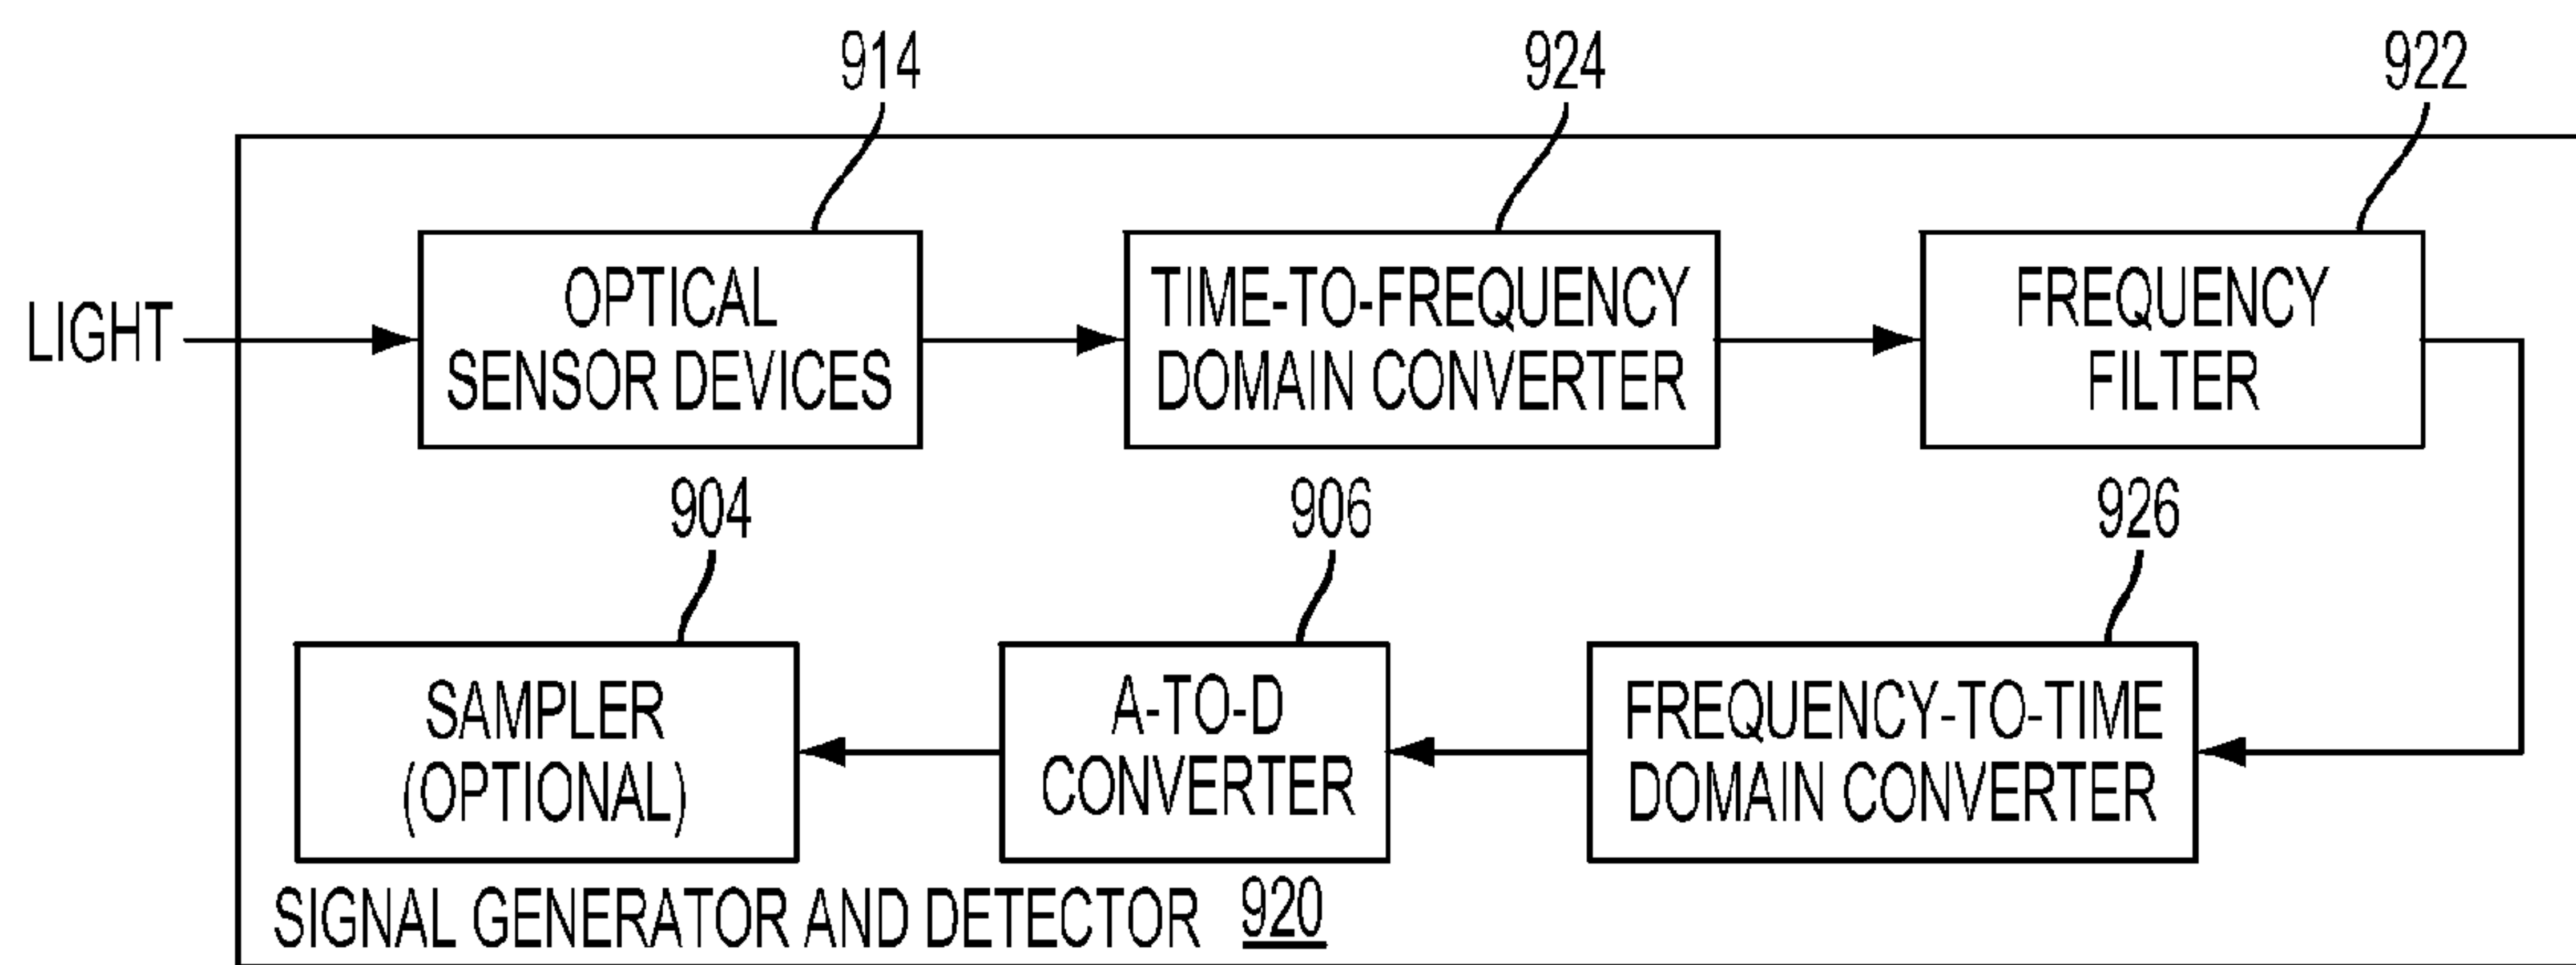 914
924
922
LIGHT
OPTICAL
SENSOR DEVICES
TIME-TO-FREQUENCY
DOMAIN CONVERTER
FREQUENCY
FILTER
904
906
926
SAMPLER
(OPTIONAL)
A-TO-D
CONVERTER
FREQUENCY-TO-TIME
DOMAIN CONVERTER
SIGNAL GENERATOR AND DETECTOR 920